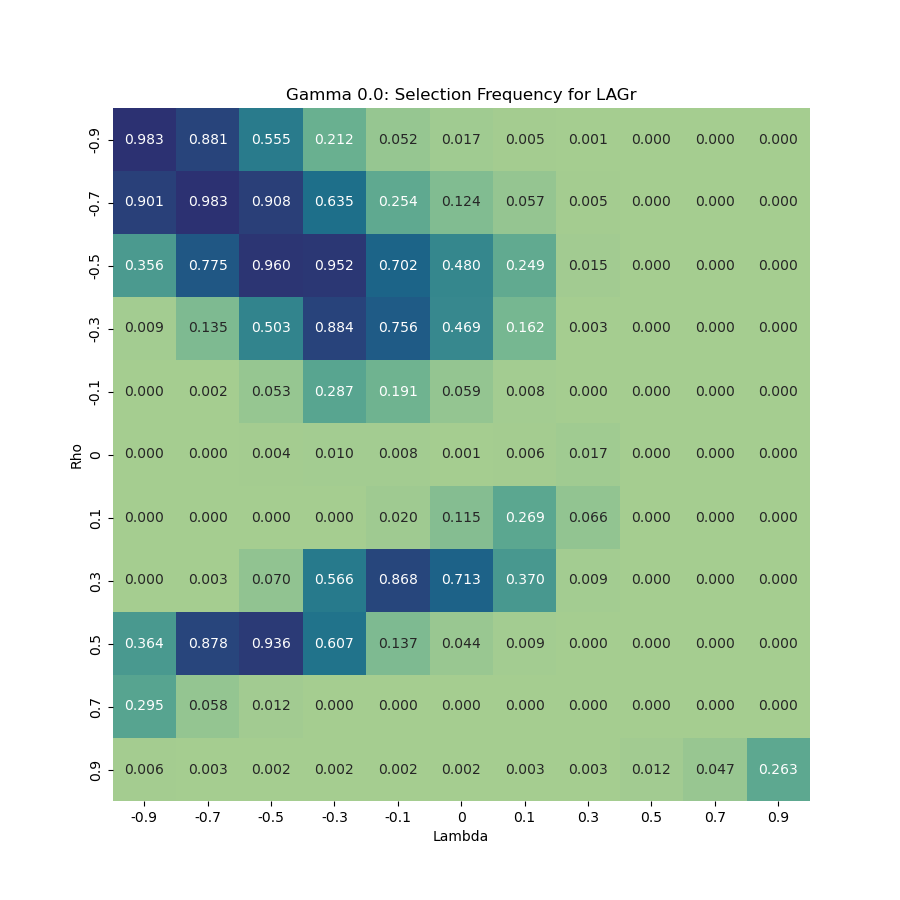 Gamma 0.0: Selection Frequency for LAGr
-0.9 0.983 0.881 0.555 0.212 0.052 0.017 0.005 0.001 0.000 0.000 0.000
-0.7 0.901 0.983 0.908 0.635 0.254 0.124 0.057 0.005 0.000 0.000 0.000
-0.5 0.356 0.775 0.960 0.952 0.702 0.480 0.249 0.015 0.000 0.000 0.000
-0.3 0.009 0.135 0.503 0.884 0.756 0.469 0.162 0.003 0.000 0.000 0.000
-0.1 0.000 0.002 0.053 0.287 0.191 0.059 0.008 0.000 0.000 0.000 0.000
Rho
0 0.000 0.000 0.004 0.010 0.008 0.001 0.006 0.017 0.000 0.000 0.000
0.1 0.000 0.000 0.000 0.000 0.020 0.115 0.269 0.066 0.000 0.000 0.000
0.3 0.000 0.003 0.070 0.566 0.868 0.713 0.370 0.009 0.000 0.000 0.000
0.5 0.364 0.878 0.936 0.607 0.137 0.044 0.009 0.000 0.000 0.000 0.000
0.7 0.295 0.058 0.012 0.000 0.000 0.000 0.000 0.000 0.000 0.000 0.000
0.9 0.006 0.003 0.002 0.002 0.002 0.002 0.003 0.003 0.012 0.047 0.263
-0.9 -0.7 -0.5 -0.3 -0.1 0 0.1 0.3 0.5 0.7 0.9
Lambda